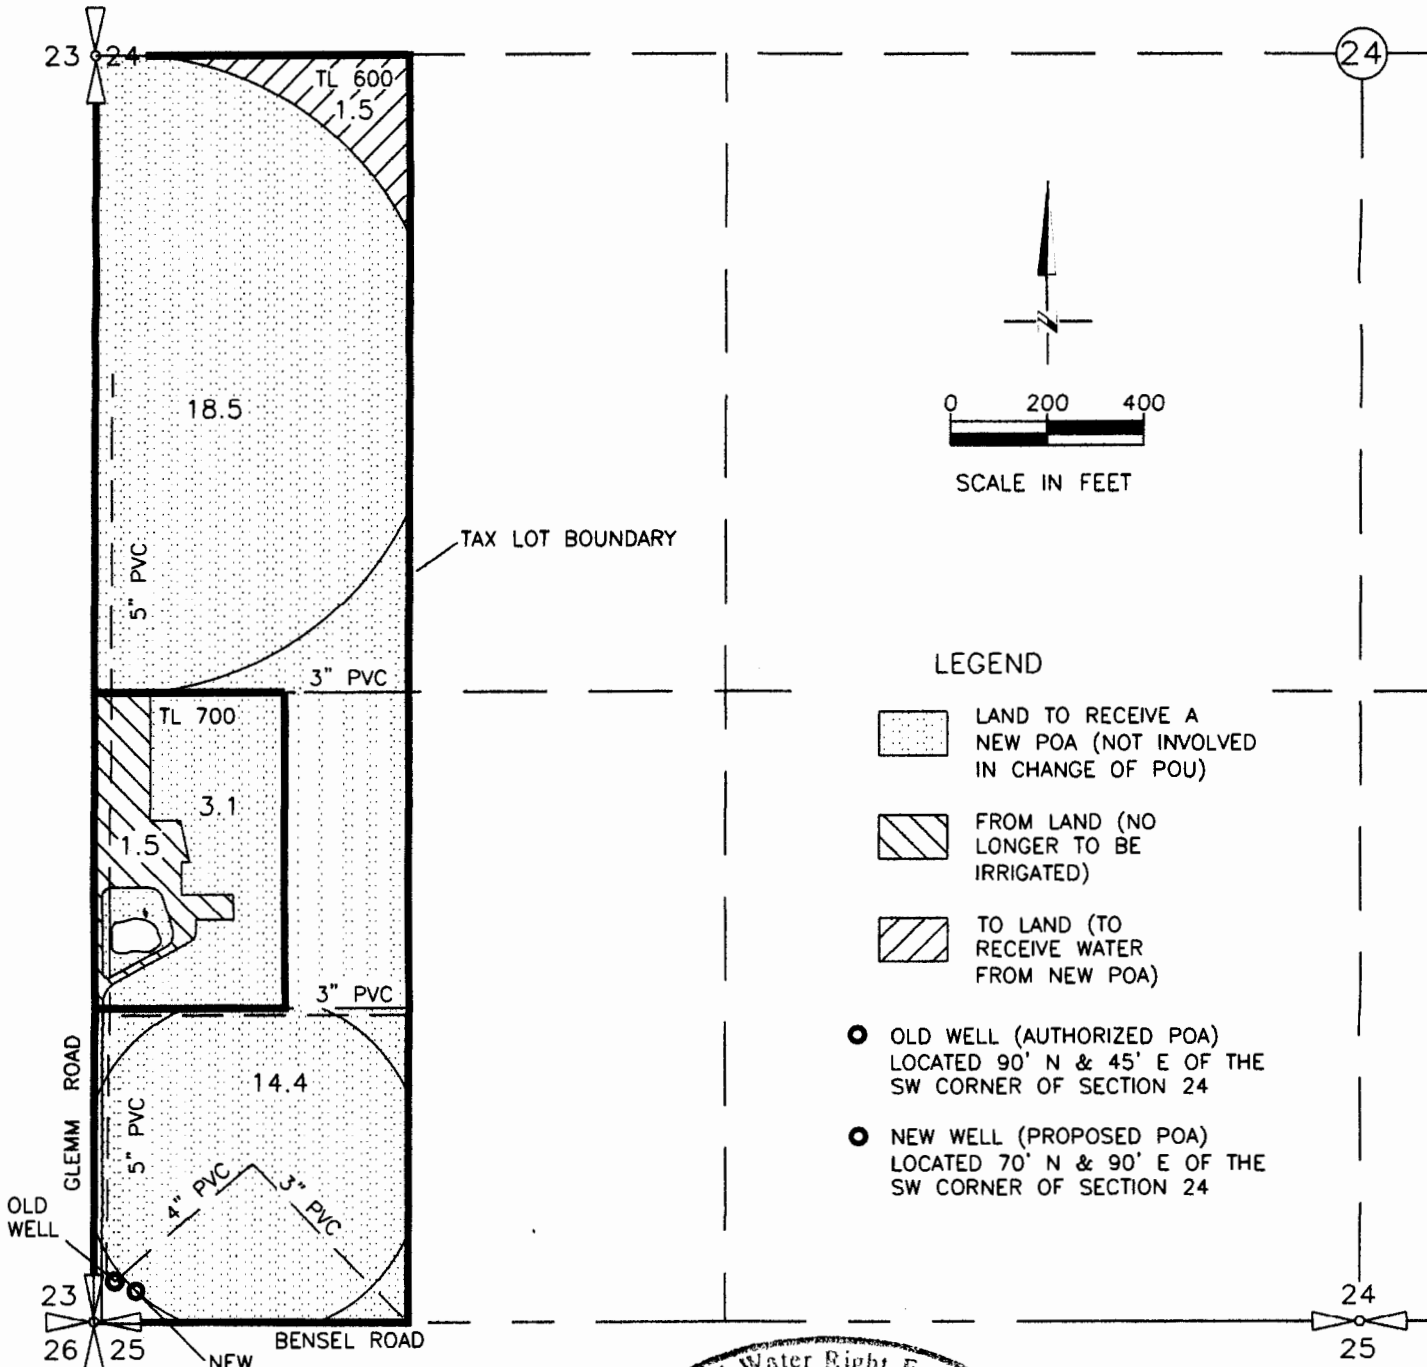 23 24
24
TL 600
1.5
18.5
0 200 400
SCALE IN FEET
TAX LOT BOUNDARY
5" PVC
3" PVC
TL 700
3.1
1.5
LEGEND
LAND TO RECEIVE A
NEW POA (NOT INVOLVED
IN CHANGE OF POU)
FROM LAND (NO
LONGER TO BE
IRRIGATED)
TO LAND (TO
RECEIVE WATER
FROM NEW POA)
OLD WELL (AUTHORIZED POA)
LOCATED 90' N & 45' E OF THE
SW CORNER OF SECTION 24
NEW WELL (PROPOSED POA)
LOCATED 70' N & 90' E OF THE
SW CORNER OF SECTION 24
3" PVC
14.4
GLEMM ROAD
5" PVC
4" PVC
3" PVC
OLD
WELL
23
26 25
BENSEL ROAD
NEW
24
25
Water Right